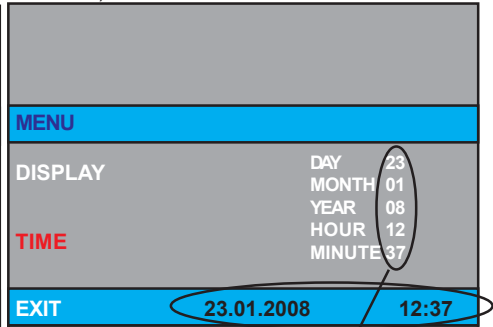 MENU
DISPLAY
TIME
DAY 23
MONTH 01
YEAR 08
HOUR 12
MINUTE 37
EXIT 23.01.2008 12:37